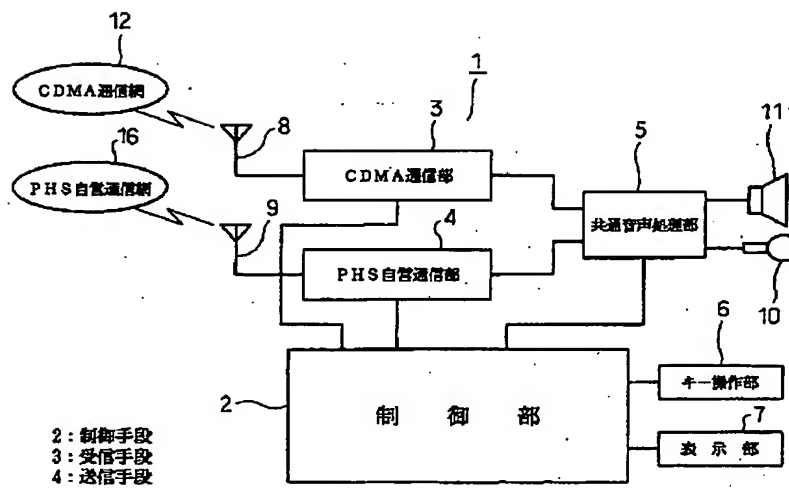 12
CDMA通信網
1
16
PHS自営通信網
8
3
CDMA通信部
5
共通音声処理部
11
9
4
PHS自営通信部
10
2
制御部
6
キー操作部
7
表示部
2:制御手段
3:受信手段
4:送信手段